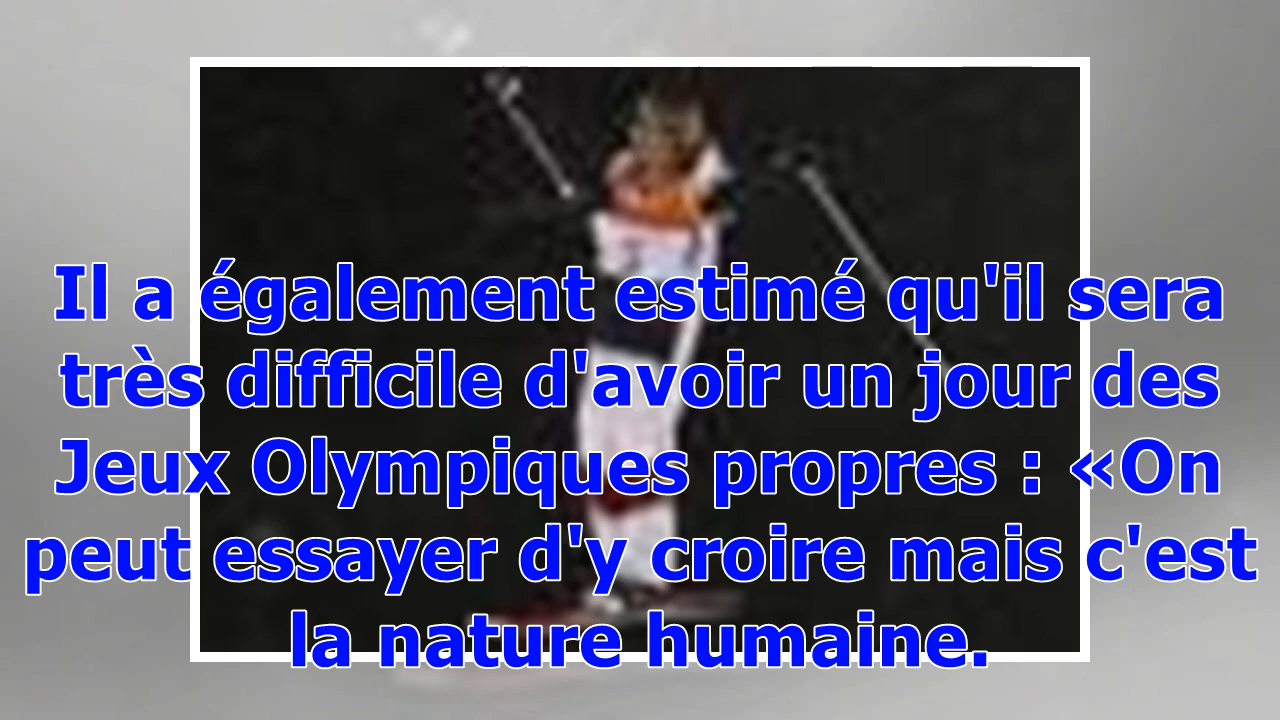 Il a également estimé qu'il sera
très difficile d'avoir un jour des
Jeux Olympiques propres : «On
peut essayer d'y croire mais c'est
la nature humaine.